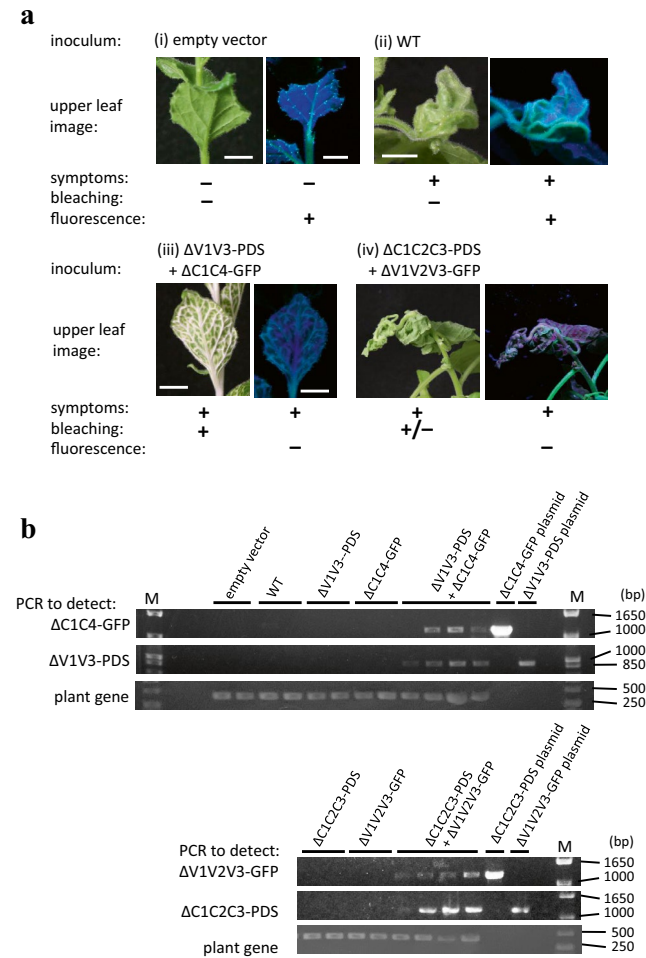 a
inoculum: (i) empty vector (ii) WT
upper leaf
image:
symptoms: – – + +
bleaching: – –
fluorescence: + +
inoculum: (iii) ΔV1V3-PDS (iv) ΔC1C2C3-PDS
+ ΔC1C4-GFP + ΔV1V2V3-GFP
upper leaf
image:
symptoms: + + + +
bleaching: + +/–
fluorescence: – –
b
empty vector
WT
ΔV1V3--PDS
ΔC1C4-GFP
ΔV1V3-PDS
+ ΔC1C4-GFP
ΔC1C4-GFP plasmid
ΔV1V3-PDS plasmid
PCR to detect: M M (bp)
ΔC1C4-GFP 1650
1000
ΔV1V3-PDS 1000
850
plant gene 500
250
ΔC1C2C3-PDS
ΔV1V2V3-GFP
ΔC1C2C3-PDS
+ ΔV1V2V3-GFP
ΔC1C2C3-PDS plasmid
ΔV1V2V3-GFP plasmid
PCR to detect: M (bp)
ΔV1V2V3-GFP 1650
1000
ΔC1C2C3-PDS 1650
1000
plant gene 500
250